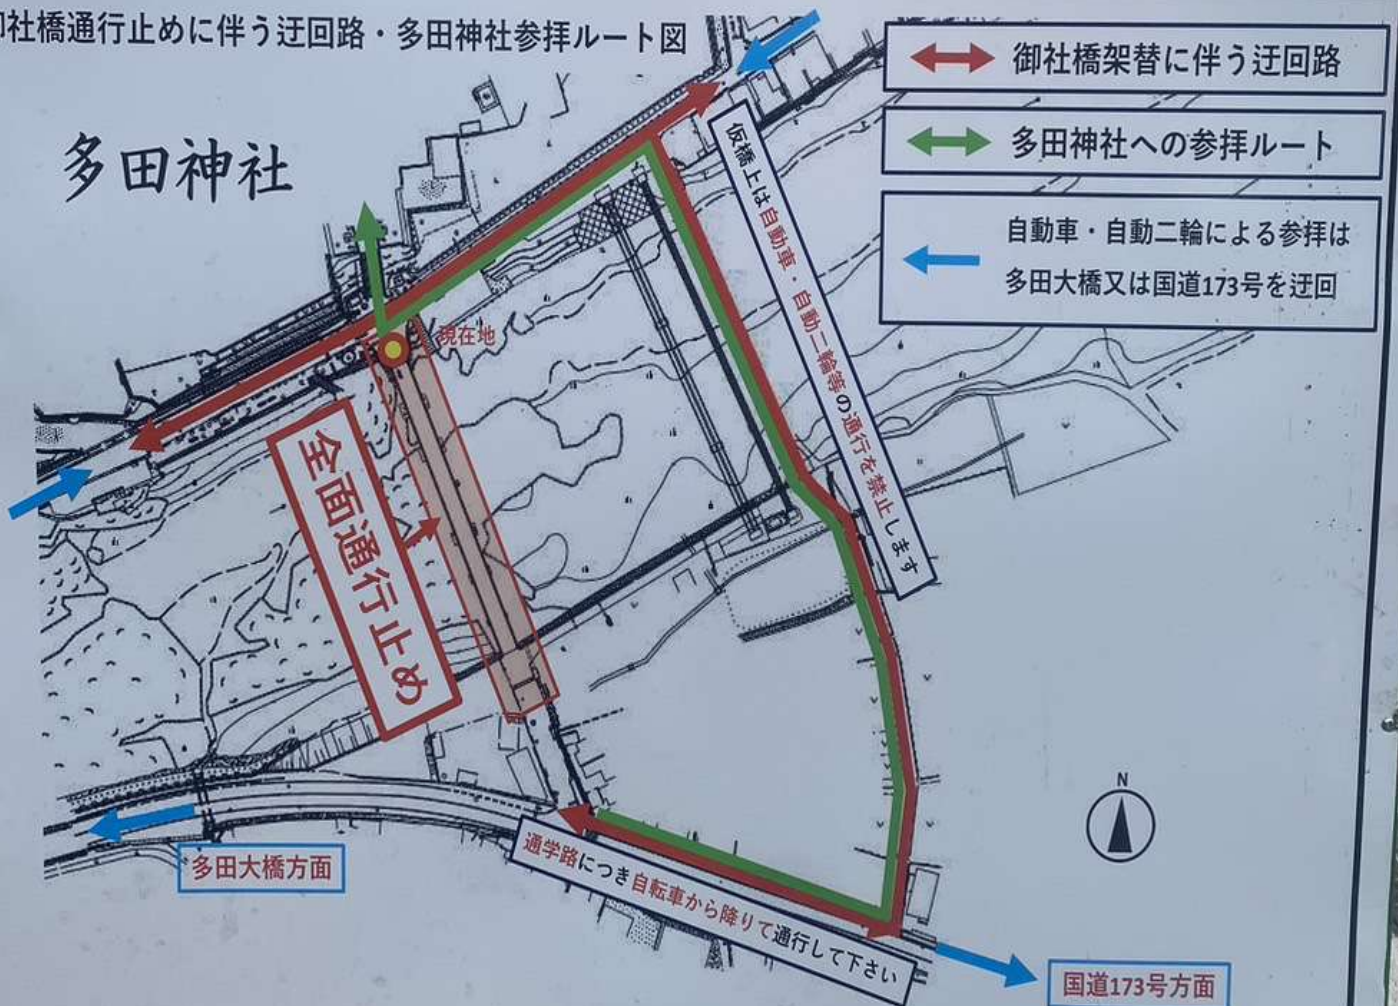 御社橋通行止めに伴う迂回路・多田神社参拝ルート図
多田神社
御社橋架替に伴う迂回路
多田神社への参拝ルート
自動車・自動二輪による参拝は
多田大橋又は国道173号を迂回
仮橋上は自動車・自動二輪等の通行を禁止します
現在地
全面通行止め
N
多田大橋方面
通学路につき自転車から降りて通行して下さい
国道173号方面